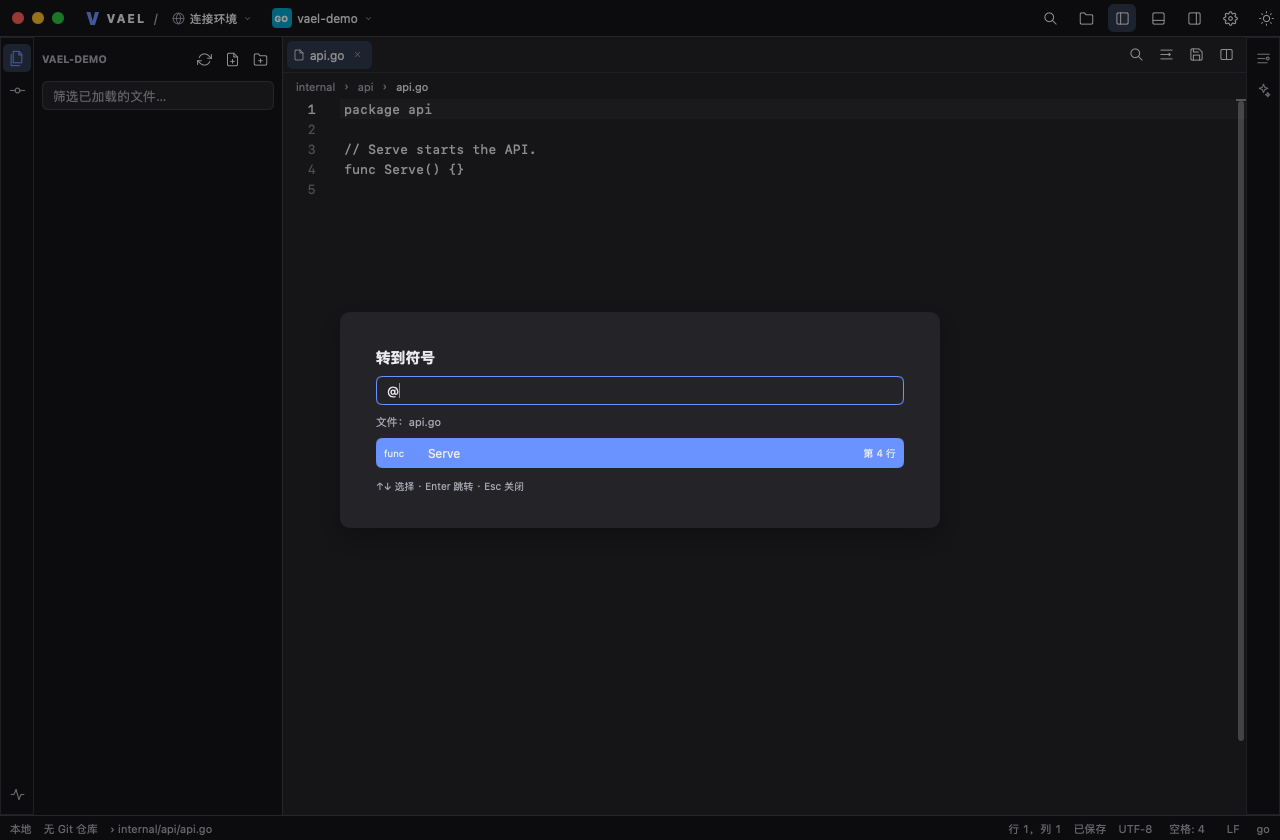 VAEL / 连接环境 GO vael-demo
VAEL-DEMO
筛选已加载的文件...
api.go ×
internal › api › api.go
1 package api
2
3 // Serve starts the API.
4 func Serve() {}
5
转到符号
@
文件: api.go
func Serve 第 4 行
↑↓ 选择 · Enter 跳转 · Esc 关闭
本地 无 Git 仓库 › internal/api/api.go 行 1, 列 1 已保存 UTF-8 空格: 4 LF go